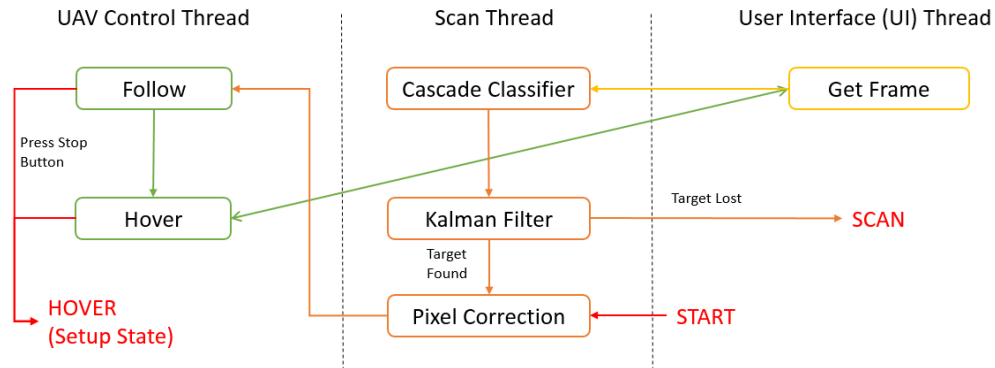 UAV Control Thread
Scan Thread
User Interface (UI) Thread
Follow
Cascade Classifier
Get Frame
Press Stop
Button
Target Lost
Hover
Kalman Filter
SCAN
Target
Found
HOVER
(Setup State)
Pixel Correction
START